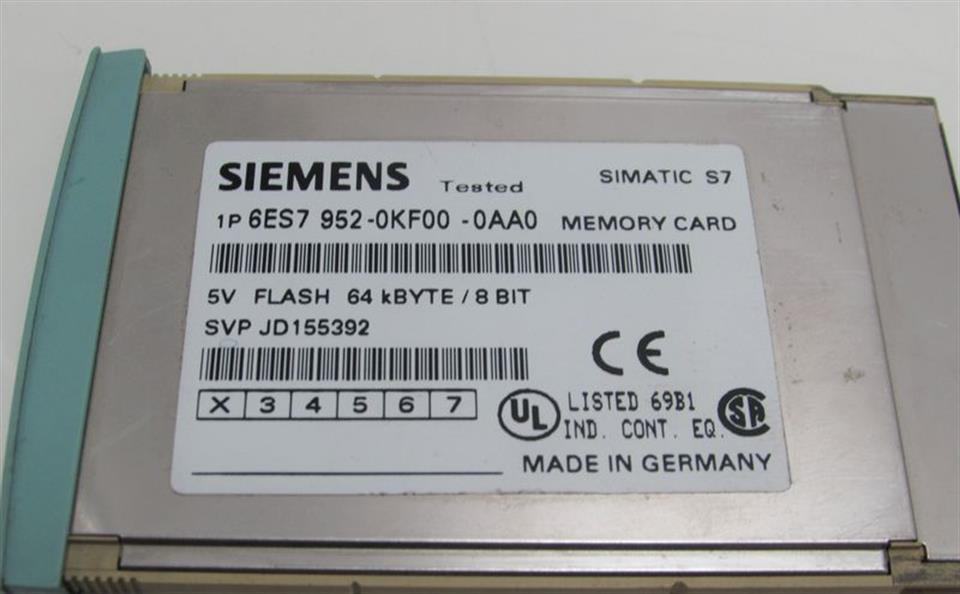 SIEMENS Tested SIMATIC S7
1P 6ES7 952-0KF00 -0AA0 MEMORY CARD
5V FLASH 64 kBYTE / 8 BIT
SVP JD155392
CE
X 3 4 5 6 7
UL LISTED 69B1 SA
IND. CONT. EQ.
MADE IN GERMANY